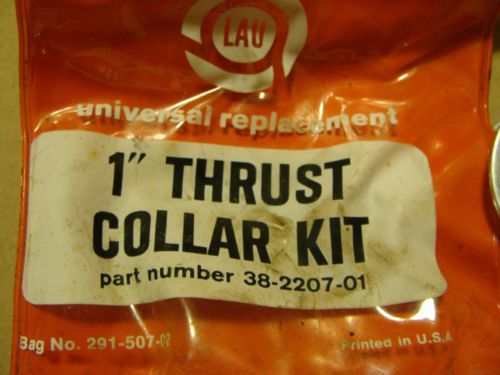 LAU
universal replacement
1" THRUST
COLLAR KIT
part number 38-2207-01
Bag No. 291-507-02
Printed in U.S.A.